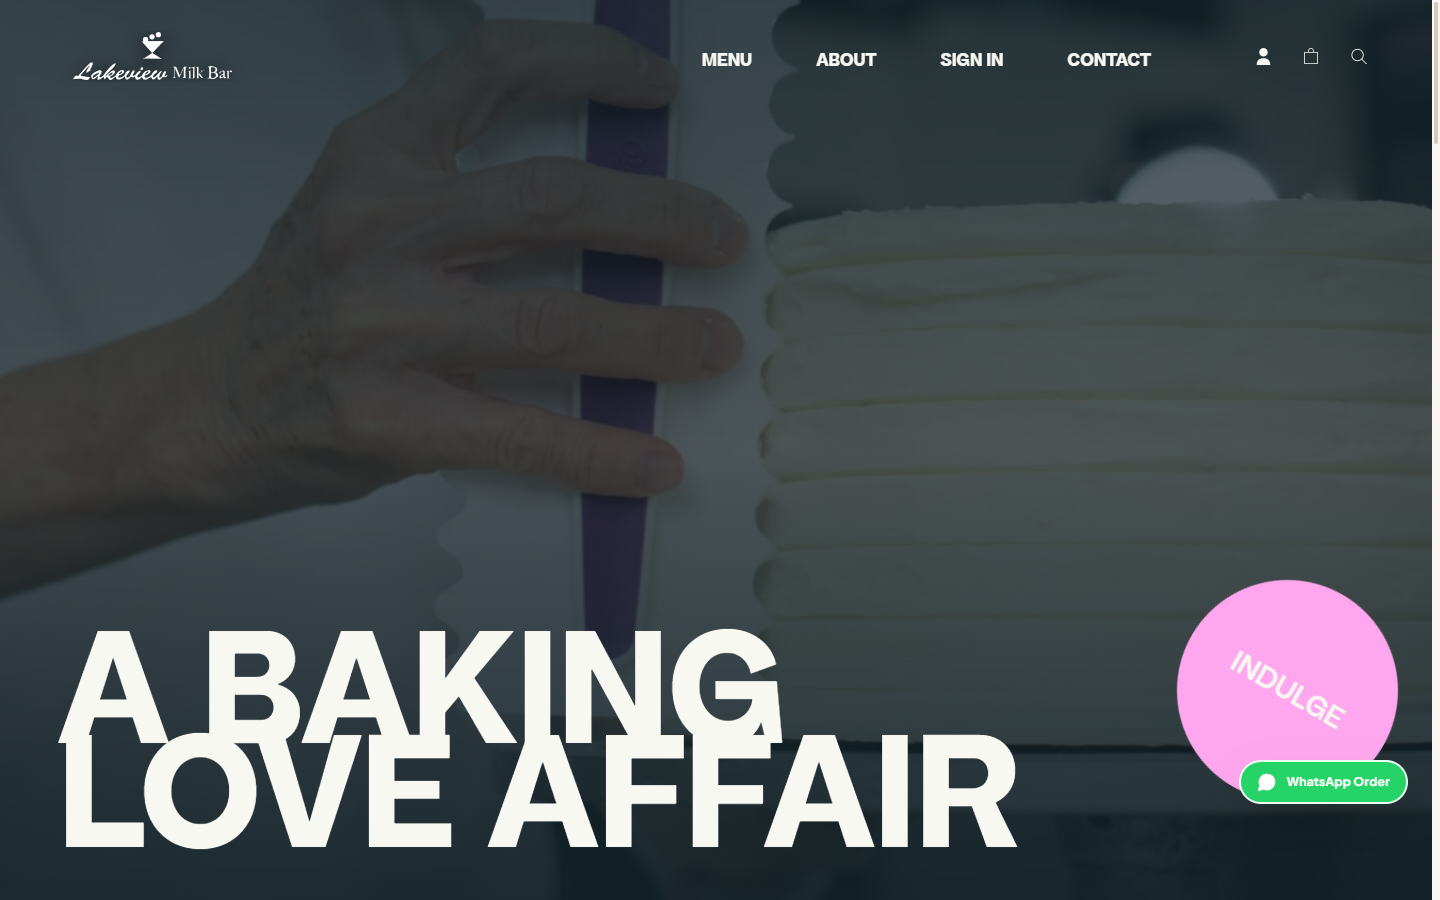 Lakeview Milk Bar
MENU
ABOUT
SIGN IN
CONTACT
A BAKING
LOVE AFFAIR
INDULGE
WhatsApp Order